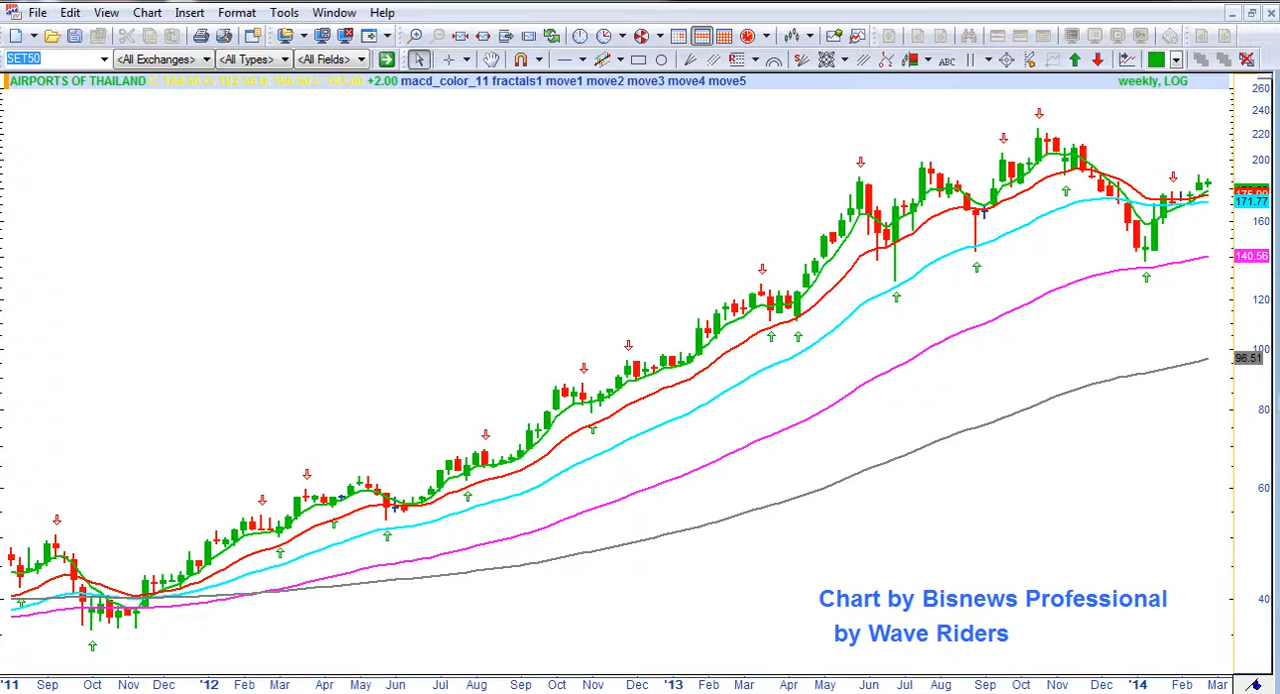 File Edit View Chart Insert Format Tools Window Help
SET50 <All Exchanges> <All Types> <All Fields> ABC
AIRPORTS OF THAILAND +2.00 macd_color_11 fractals1 move1 move2 move3 move4 move5 weekly, LOG
260
240
220
200
171.77
160
140.56
120
100
96.51
80
60
40
Chart by Bisnews Professional
by Wave Riders
'11 Sep Oct Nov Dec '12 Feb Mar Apr May Jun Jul Aug Sep Oct Nov Dec '13 Feb Mar Apr May Jun Jul Aug Sep Oct Nov Dec '14 Feb Mar